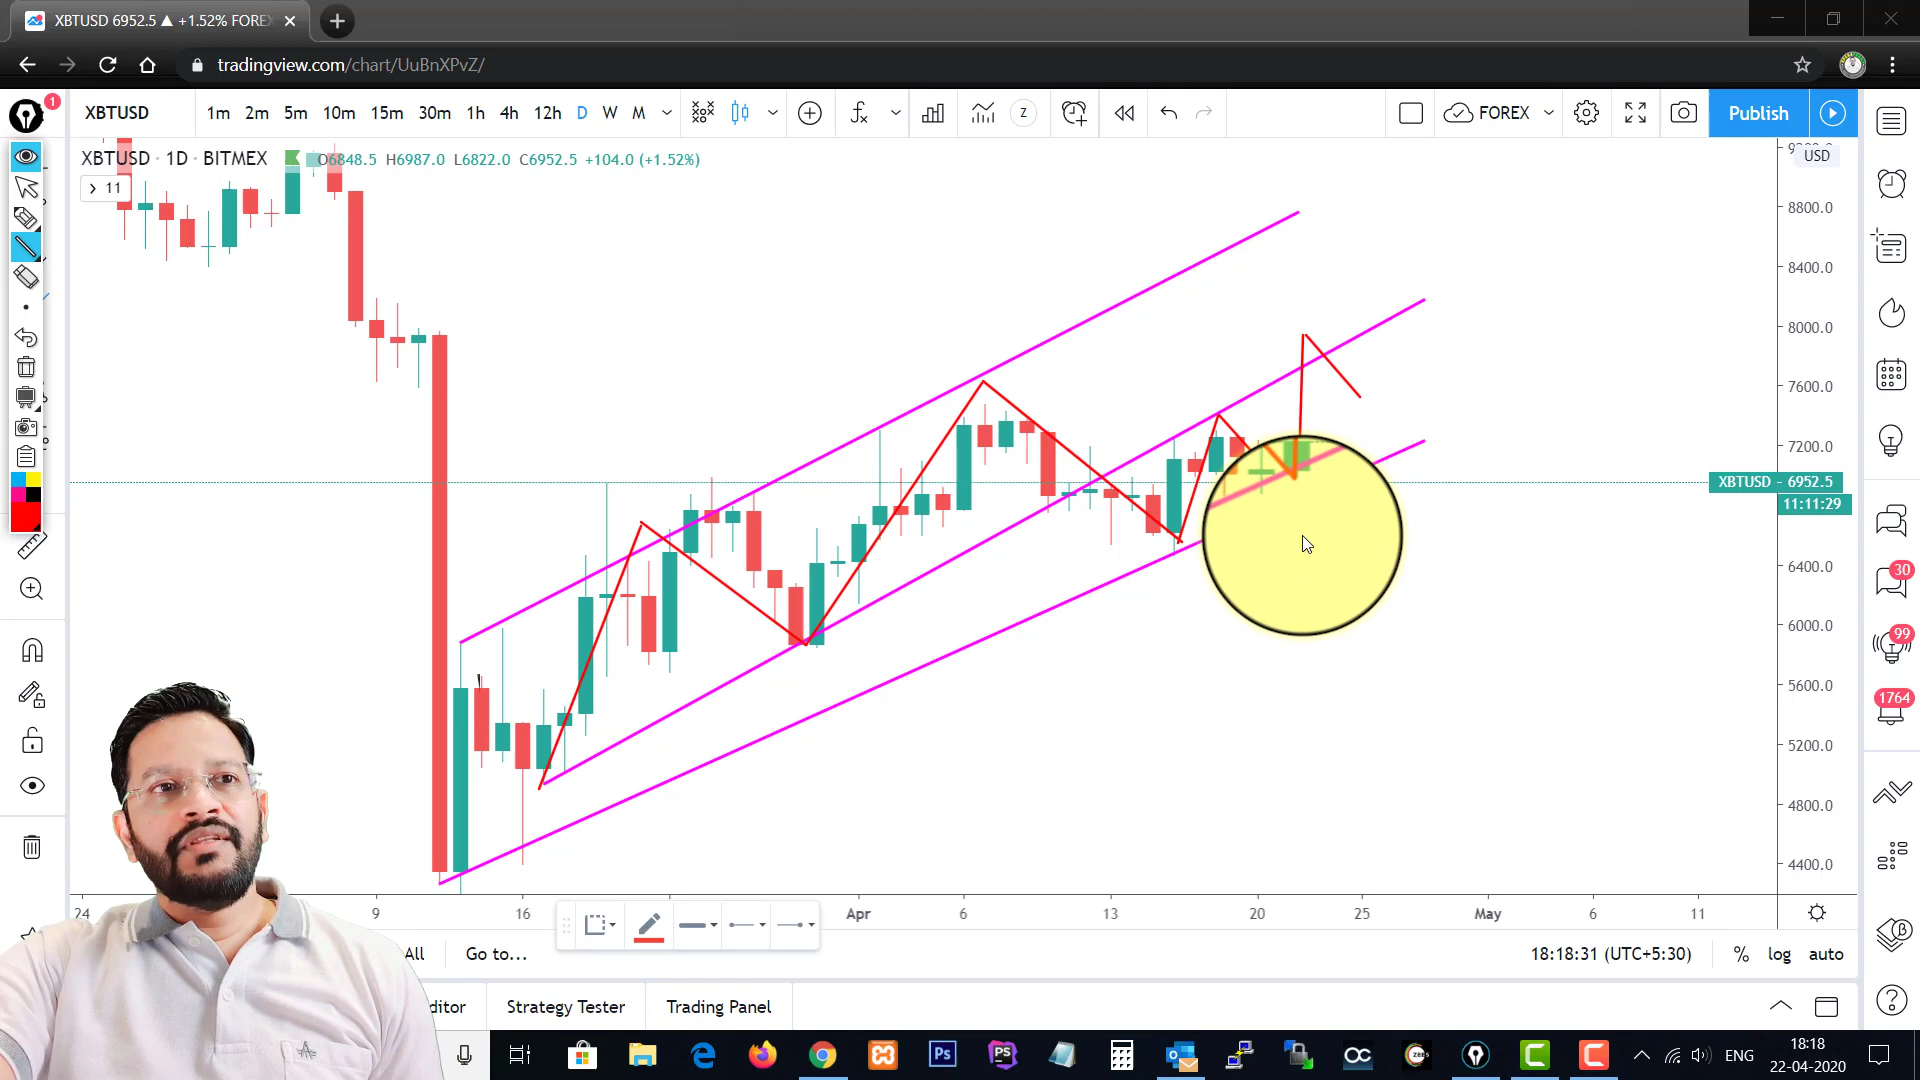 XBTUSD 6952.5 ▲ +1.52% FOREX
tradingview.com/chart/UuBnXPvZ/
1
XBTUSD
1m 2m 5m 10m 15m 30m 1h 4h 12h D W M
Z
FOREX
Publish
XBTUSD · 1D · BITMEX O6848.5 H6987.0 L6822.0 C6952.5 +104.0 (+1.52%)
11
USD
8800.0
8400.0
8000.0
7600.0
7200.0
XBTUSD - 6952.5
11:11:29
6400.0
6000.0
5600.0
5200.0
4800.0
4400.0
30
99
1764
24 9 16 Apr 6 13 20 25 May 6 11
All Go to...
18:18:31 (UTC+5:30) % log auto
ditor Strategy Tester Trading Panel
Ps
PS
OC
ZEES
ENG
18:18
22-04-2020